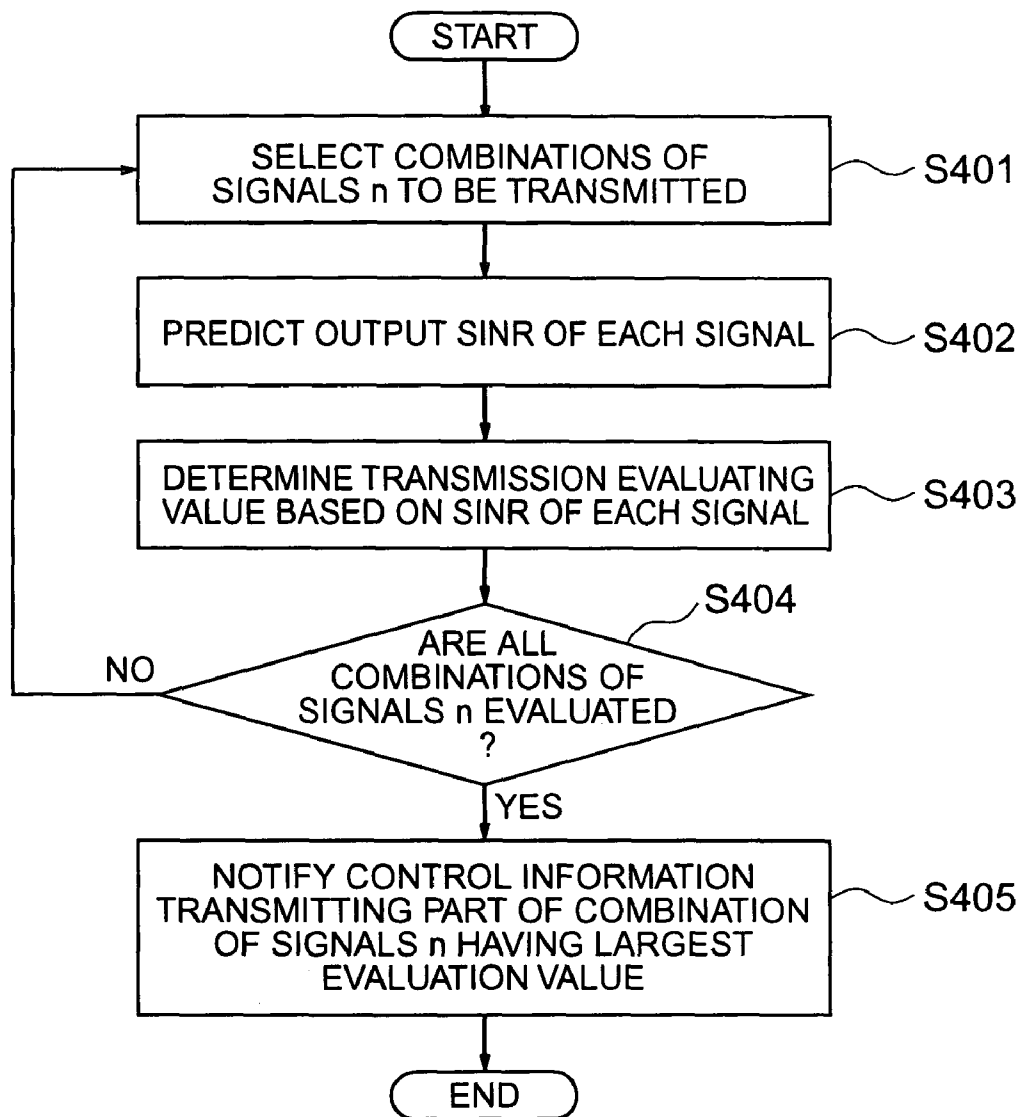 START
SELECT COMBINATIONS OF
SIGNALS n TO BE TRANSMITTED
S401
PREDICT OUTPUT SINR OF EACH SIGNAL
S402
DETERMINE TRANSMISSION EVALUATING
VALUE BASED ON SINR OF EACH SIGNAL
S403
S404
ARE ALL
COMBINATIONS OF
SIGNALS n EVALUATED
?
NO
YES
NOTIFY CONTROL INFORMATION
TRANSMITTING PART OF COMBINATION
OF SIGNALS n HAVING LARGEST
EVALUATION VALUE
S405
END